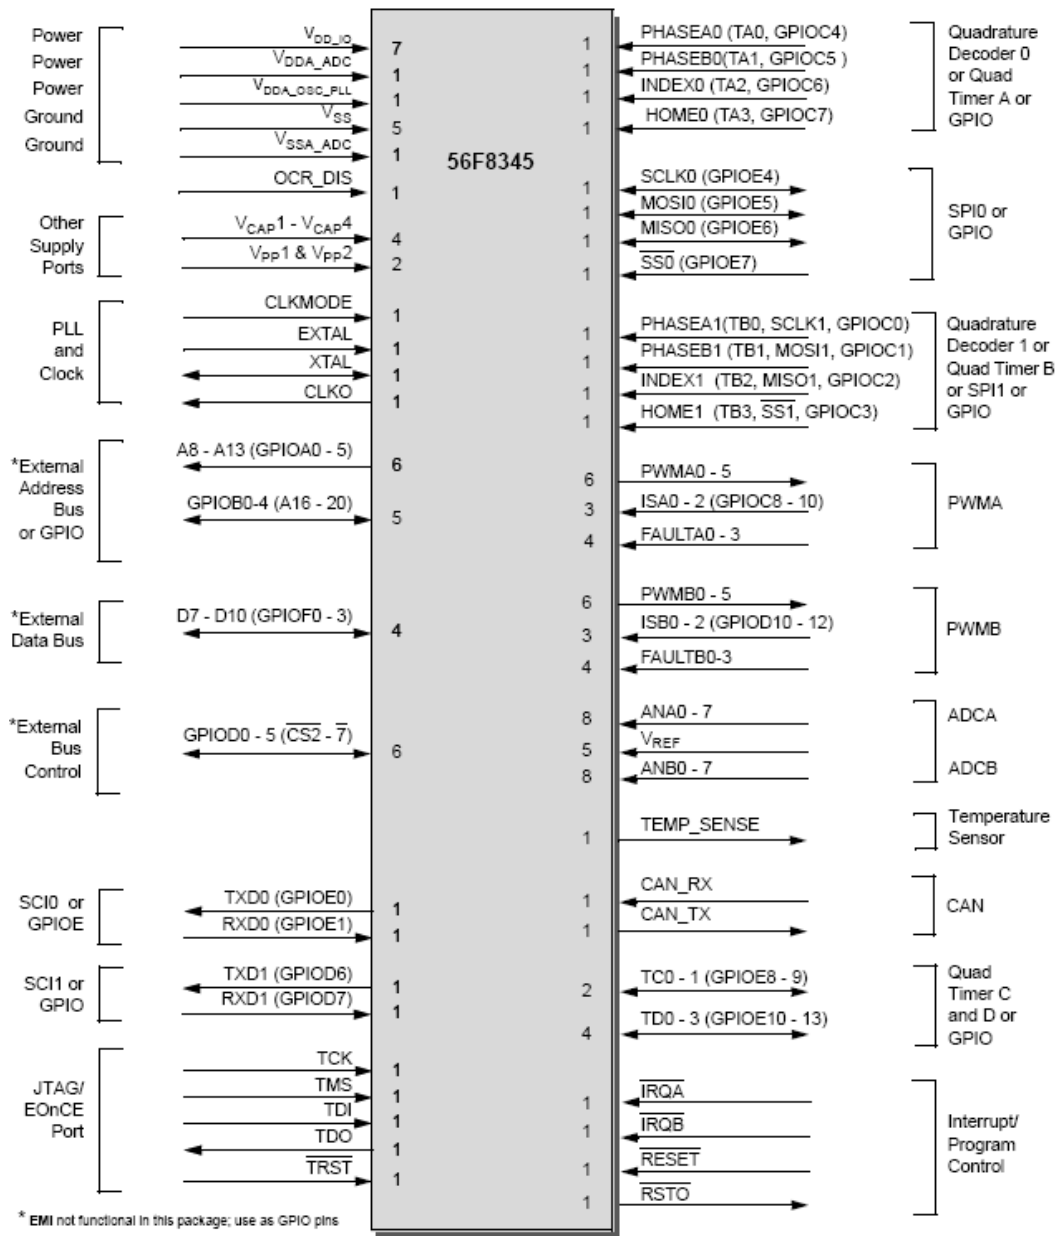 56F8345
Power
Power
Power
Ground
Ground
V_DD_IO 7
V_DDA_ADC 1
V_DDA_OSC_PLL 1
V_SS 5
V_SSA_ADC 1
OCR_DIS 1
Other
Supply
Ports
V_CAP1 - V_CAP4 4
V_PP1 & V_PP2 2
PLL
and
Clock
CLKMODE 1
EXTAL 1
XTAL 1
CLKO 1
*External
Address
Bus
or GPIO
A8 - A13 (GPIOA0 - 5) 6
GPIOB0-4 (A16 - 20) 5
*External
Data Bus
D7 - D10 (GPIOF0 - 3) 4
*External
Bus
Control
GPIOD0 - 5 (CS2 - 7) 6
SCI0 or
GPIOE
TXD0 (GPIOE0) 1
RXD0 (GPIOE1) 1
SCI1 or
GPIO
TXD1 (GPIOD6) 1
RXD1 (GPIOD7) 1
JTAG/
EOnCE
Port
TCK 1
TMS 1
TDI 1
TDO 1
TRST 1
* EMI not functional in this package; use as GPIO pins
1 PHASEA0 (TA0, GPIOC4)
1 PHASEB0(TA1, GPIOC5 )
1 INDEX0 (TA2, GPIOC6)
1 HOME0 (TA3, GPIOC7)
Quadrature
Decoder 0
or Quad
Timer A or
GPIO
1 SCLK0 (GPIOE4)
1 MOSI0 (GPIOE5)
1 MISO0 (GPIOE6)
1 SS0 (GPIOE7)
SPI0 or
GPIO
1 PHASEA1(TB0, SCLK1, GPIOC0)
1 PHASEB1 (TB1, MOSI1, GPIOC1)
1 INDEX1 (TB2, MISO1, GPIOC2)
1 HOME1 (TB3, SS1, GPIOC3)
Quadrature
Decoder 1 or
Quad Timer B
or SPI1 or
GPIO
6 PWMA0 - 5
3 ISA0 - 2 (GPIOC8 - 10)
4 FAULTA0 - 3
PWMA
6 PWMB0 - 5
3 ISB0 - 2 (GPIOD10 - 12)
4 FAULTB0-3
PWMB
8 ANA0 - 7
5 V_REF
8 ANB0 - 7
ADCA
ADCB
1 TEMP_SENSE
Temperature
Sensor
1 CAN_RX
1 CAN_TX
CAN
2 TC0 - 1 (GPIOE8 - 9)
4 TD0 - 3 (GPIOE10 - 13)
Quad
Timer C
and D or
GPIO
1 IRQA
1 IRQB
1 RESET
1 RSTO
Interrupt/
Program
Control